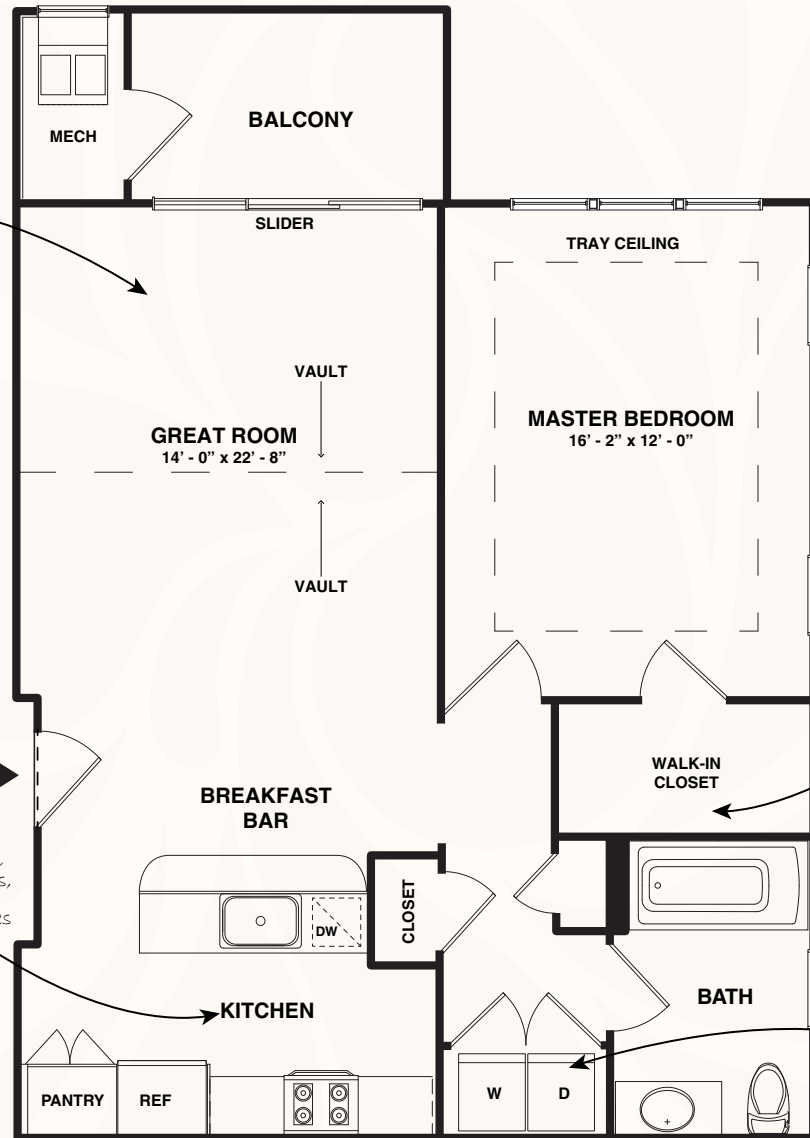 BALCONY
MECH
SLIDER
TRAY CEILING
VAULT
GREAT ROOM
14' - 0” x 22' - 8”
MASTER BEDROOM
16' - 2” x 12' - 0”
VAULT
WALK-IN
CLOSET
BREAKFAST
BAR
DW
CLOSET
KITCHEN
BATH
PANTRY
REF
W
D